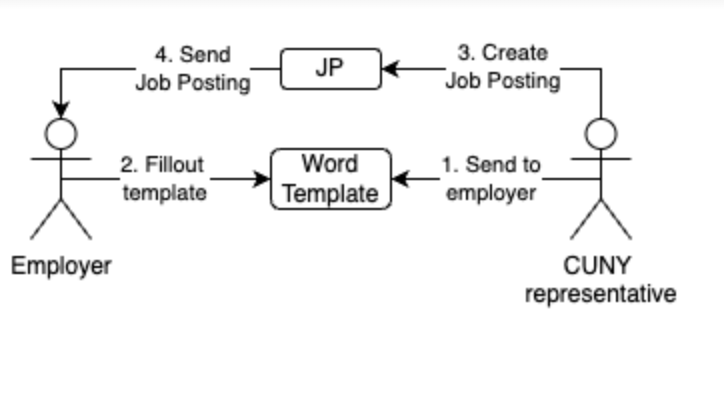 4. Send
Job Posting
JP
3. Create
Job Posting
2. Fillout
template
Word
Template
1. Send to
employer
Employer
CUNY
representative